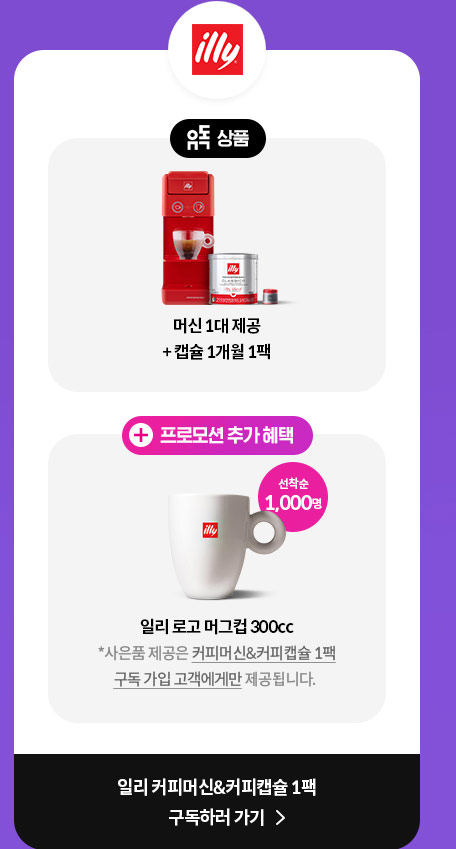 illy
유독 상품
illy
illy
CLASSICO
머신 1대 제공
+ 캡슐 1개월 1팩
프로모션 추가 혜택
선착순
1,000명
illy
일리 로고 머그컵 300cc
*사은품 제공은 커피머신&커피캡슐 1팩
구독 가입 고객에게만 제공됩니다.
일리 커피머신&커피캡슐 1팩
구독하러 가기 >